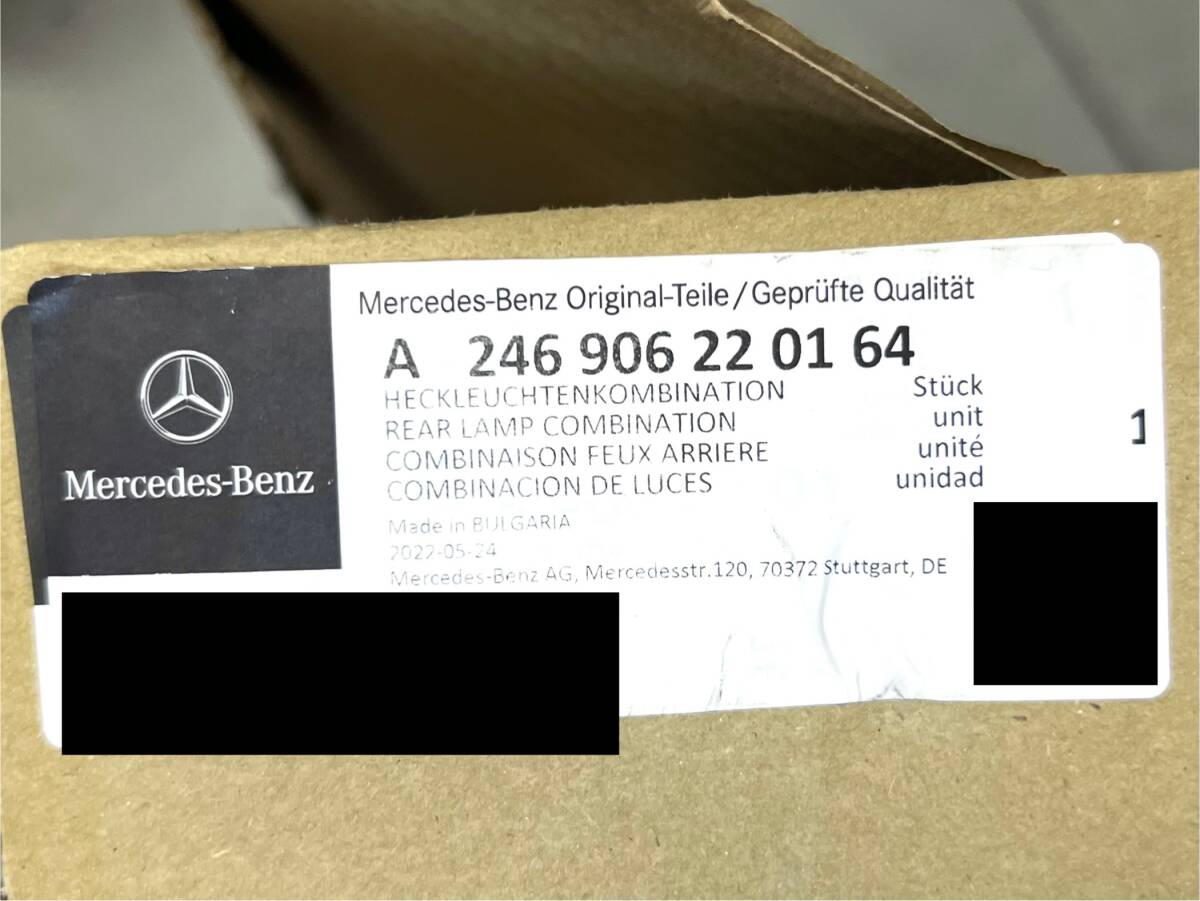 Mercedes-Benz
Mercedes-Benz Original-Teile/Geprüfte Qualität
A 246 906 22 01 64
HECKLEUCHTENKOMBINATION Stück
REAR LAMP COMBINATION unit 1
COMBINAISON FEUX ARRIERE unité
COMBINACION DE LUCES unidad
Made in BULGARIA
2022-05-24
Mercedes-Benz AG, Mercedesstr.120, 70372 Stuttgart, DE